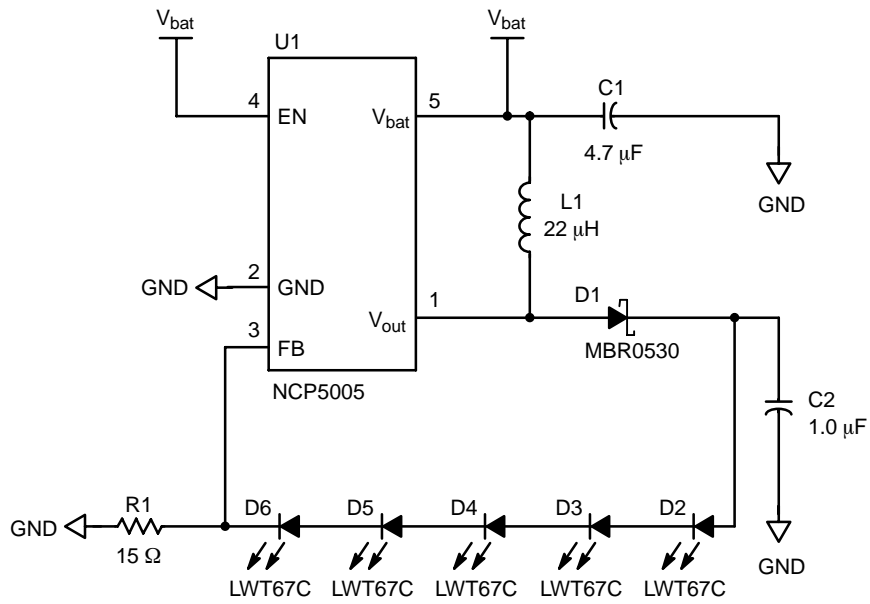 Vbat
Vbat
U1
C1
4
EN
Vbat
5
4.7 μF
GND
L1
22 μH
GND
2
GND
1
D1
3
FB
Vout
MBR0530
NCP5005
C2
1.0 μF
R1
D6
D5
D4
D3
D2
GND
15 Ω
GND
LWT67C
LWT67C
LWT67C
LWT67C
LWT67C